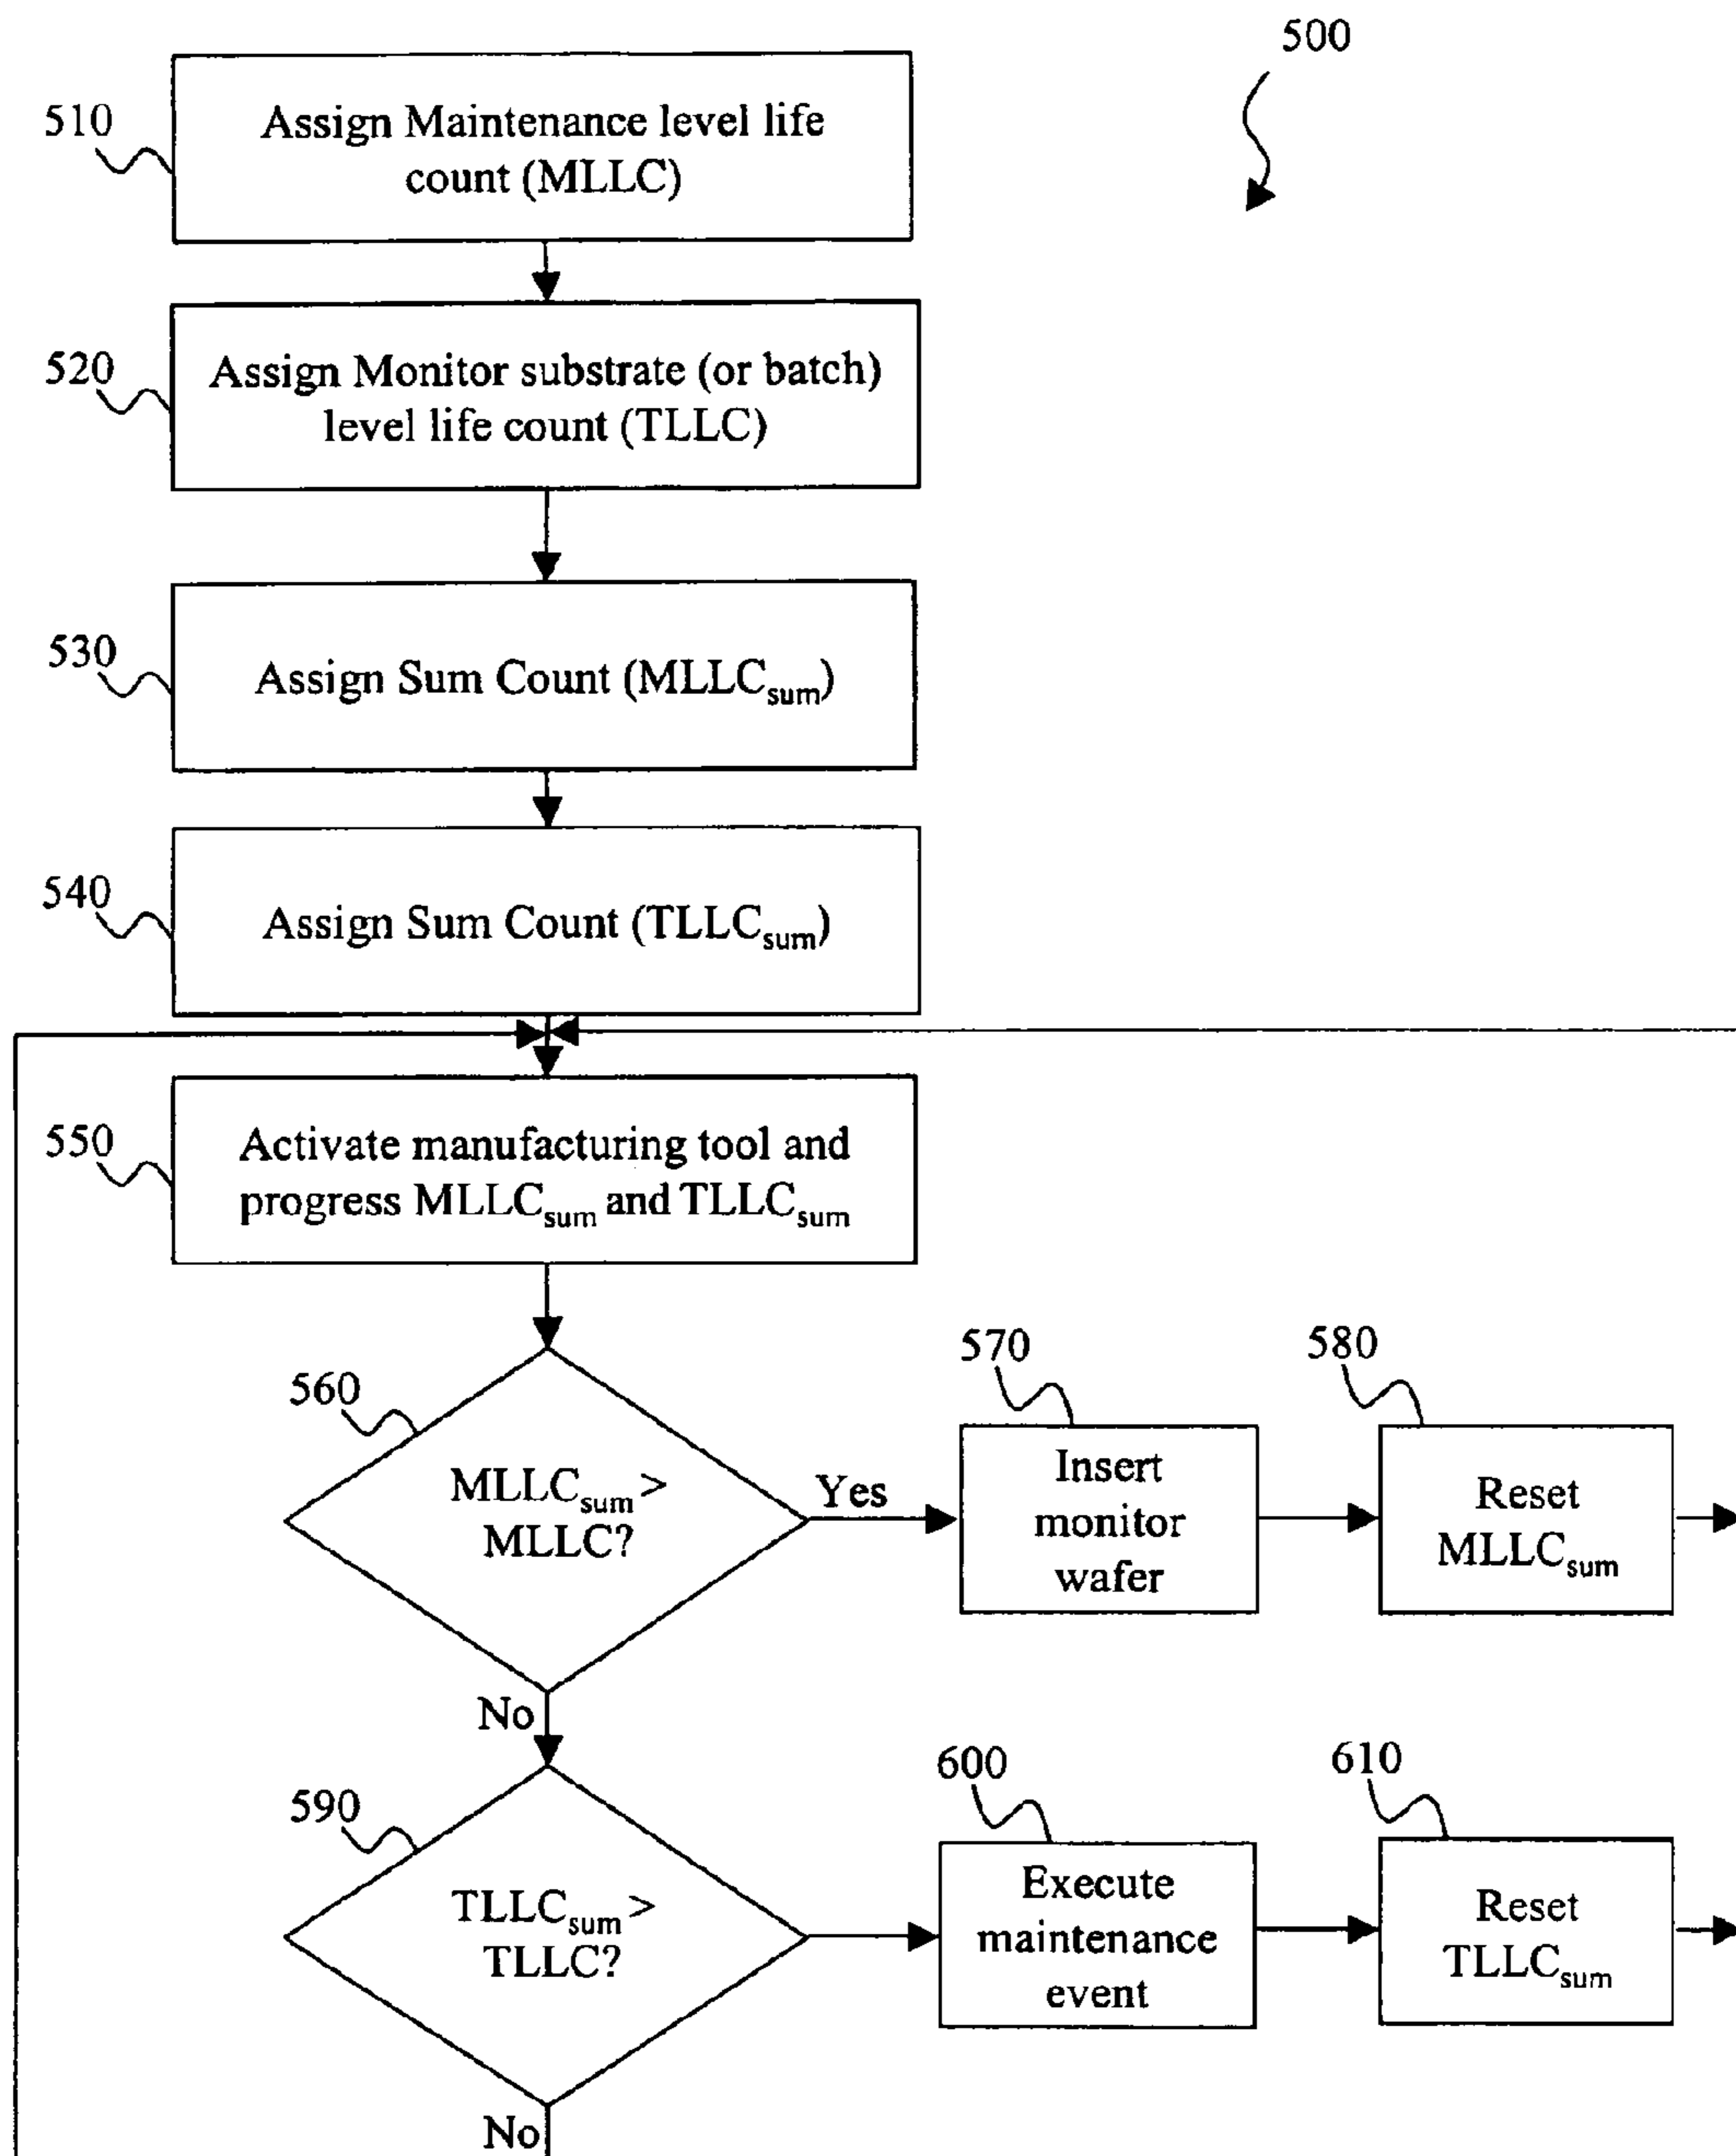 500
510
Assign Maintenance level life
count (MLLC)
520
Assign Monitor substrate (or batch)
level life count (TLLC)
530
Assign Sum Count (MLLCsum)
540
Assign Sum Count (TLLCsum)
550
Activate manufacturing tool and
progress MLLCsum and TLLCsum
560
MLLCsum >
MLLC?
Yes
570
Insert
monitor
wafer
580
Reset
MLLCsum
No
590
TLLCsum >
TLLC?
600
Execute
maintenance
event
610
Reset
TLLCsum
No